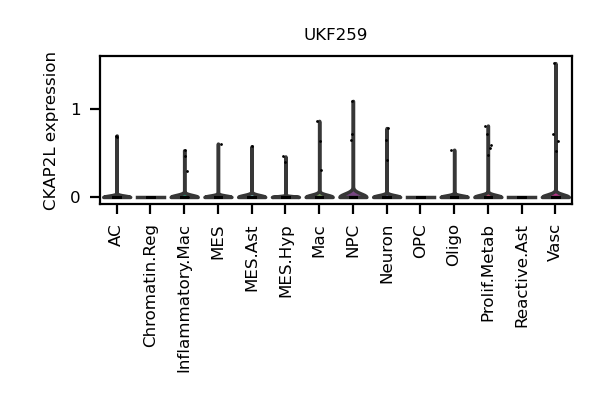 UKF259
CKAP2L expression
1
0
AC
Chromatin.Reg
Inflammatory.Mac
MES
MES.Ast
MES.Hyp
Mac
NPC
Neuron
OPC
Oligo
Prolif.Metab
Reactive.Ast
Vasc